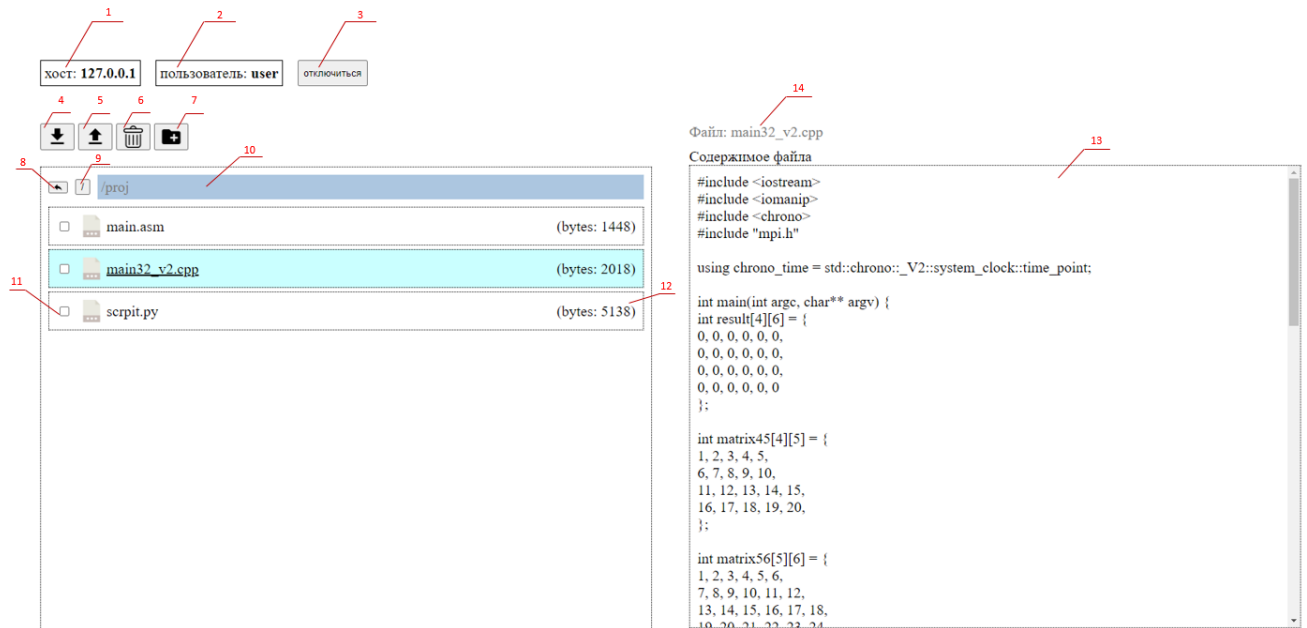 1
2
3
хост: 127.0.0.1
пользователь: user
отключиться
4
5
6
7
8
9
10
/
/proj
main.asm
(bytes: 1448)
main32_v2.cpp
(bytes: 2018)
11
scrpit.py
(bytes: 5138)
12
14
Файл: main32_v2.cpp
13
Содержимое файла
#include <iostream>
#include <iomanip>
#include <chrono>
#include "mpi.h"
using chrono_time = std::chrono::_V2::system_clock::time_point;
int main(int argc, char** argv) {
int result[4][6] = {
0, 0, 0, 0, 0, 0,
0, 0, 0, 0, 0, 0,
0, 0, 0, 0, 0, 0,
0, 0, 0, 0, 0, 0
};
int matrix45[4][5] = {
1, 2, 3, 4, 5,
6, 7, 8, 9, 10,
11, 12, 13, 14, 15,
16, 17, 18, 19, 20,
};
int matrix56[5][6] = {
1, 2, 3, 4, 5, 6,
7, 8, 9, 10, 11, 12,
13, 14, 15, 16, 17, 18,
19, 20, 21, 22, 23, 24,